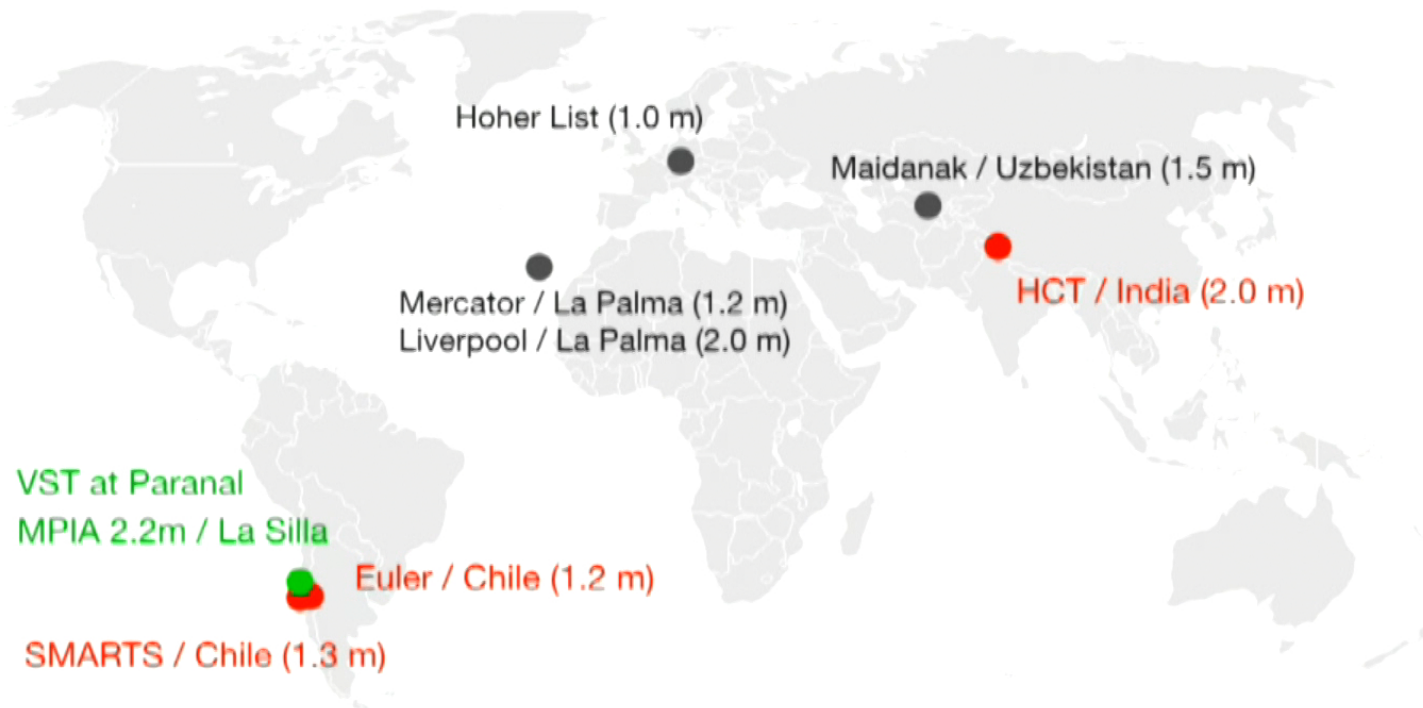 Hoher List (1.0 m)
Maidanak / Uzbekistan (1.5 m)
HCT / India (2.0 m)
Mercator / La Palma (1.2 m)
Liverpool / La Palma (2.0 m)
VST at Paranal
MPIA 2.2m / La Silla
Euler / Chile (1.2 m)
SMARTS / Chile (1.3 m)